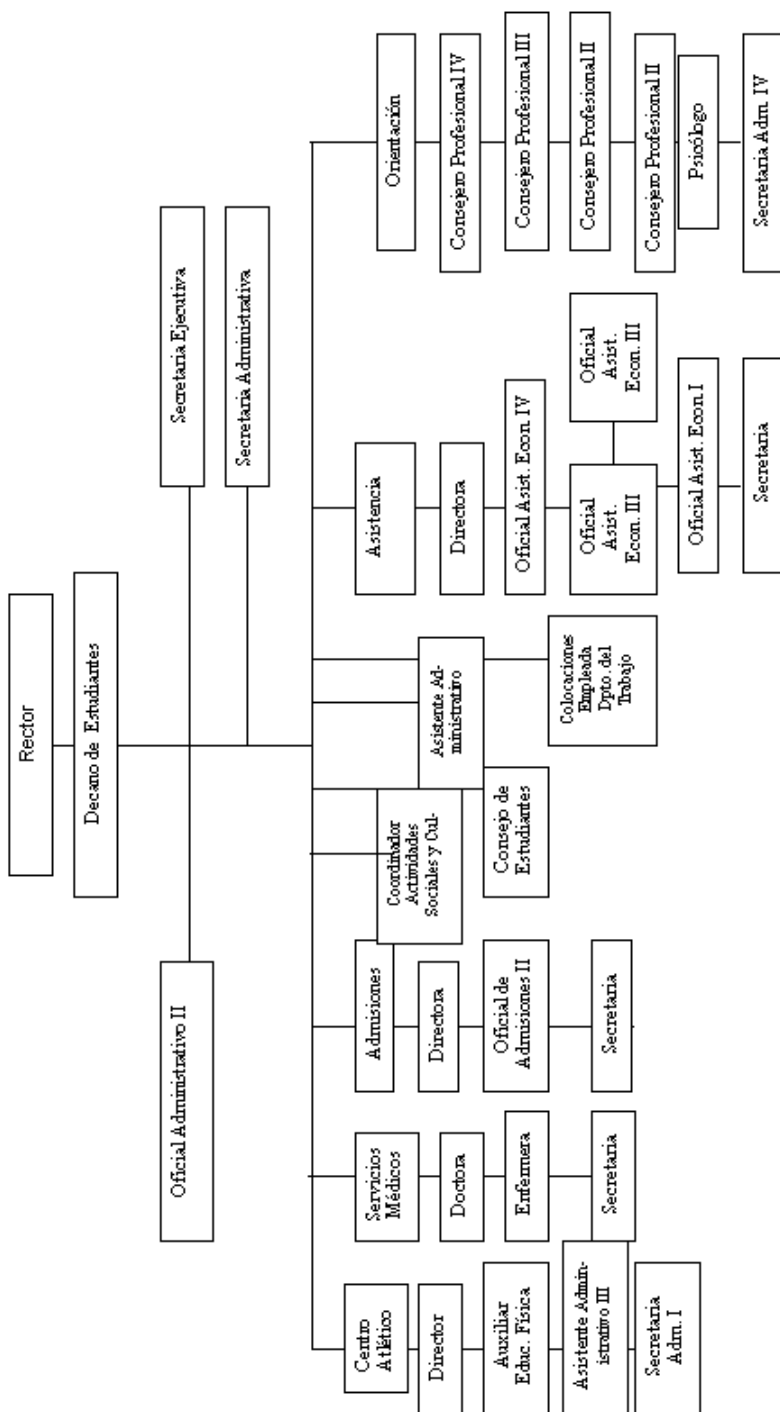 Rector
Decano de Estudiantes
Oficial Administrativo II
Secretaria Ejecutiva
Secretaria Administrativa
Centro
Atlético
Director
Auxiliar
Educ. Física
Asistente Admin-
istrativo III
Secretaria
Adm. I
Servicios
Médicos
Doctora
Enfermera
Secretaria
Admisiones
Directora
Oficial de
Admisiones II
Secretaria
Coordinador
Actividades
Sociales y Cul-
Consejo de
Estudiantes
Asistente Ad-
ministrativo
Colocaciones
Empleada
Dpto. del
Trabajo
Asistencia
Directora
Oficial Asist. Econ. IV
Oficial
Asist.
Econ. III
Oficial
Asist.
Econ. III
Oficial Asist. Econ. I
Secretaria
Orientación
Consejero Profesional IV
Consejero Profesional III
Consejero Profesional II
Consejero Profesional II
Psicólogo
Secretaria Adm. IV